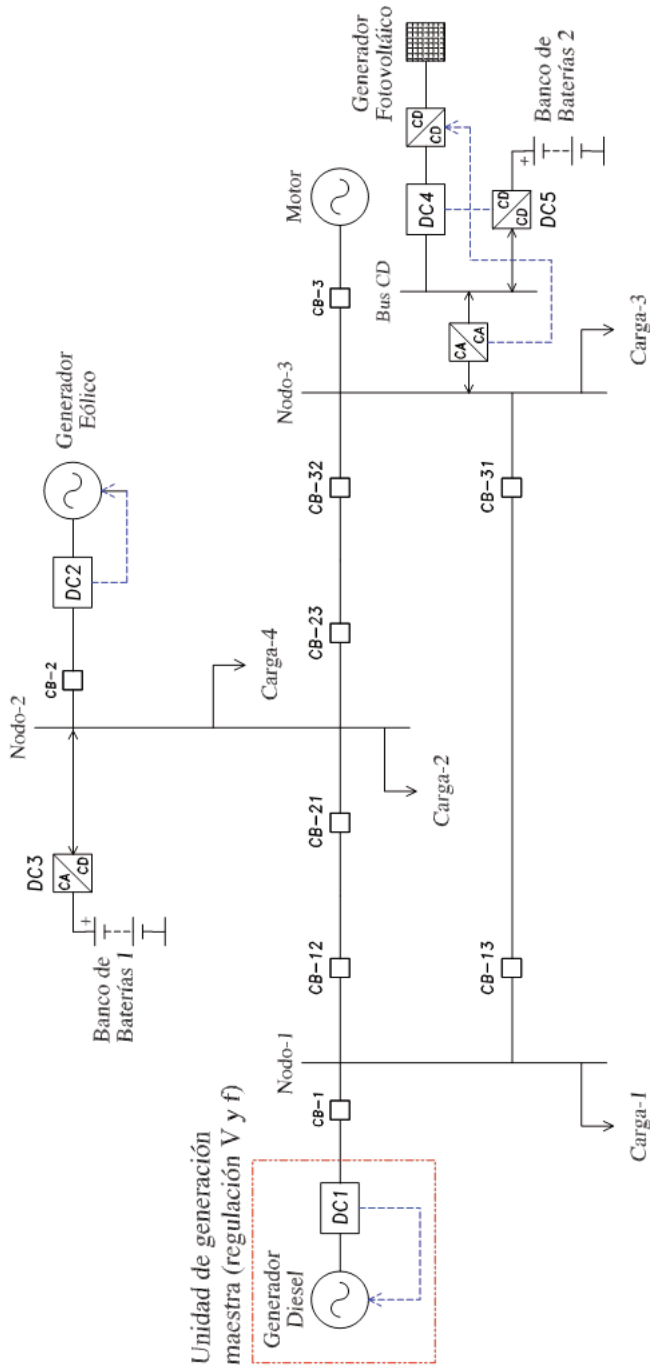 Unidad de generación
maestra (regulación V y f)
Generador
Diesel
DC1
CB-1
Nodo-1
CB-12
CB-13
Carga-1
Banco de
Baterías 1
+
DC3
CA
CD
Nodo-2
CB-2
DC2
Generador
Eólico
Carga-4
Carga-2
CB-21
CB-23
CB-32
CB-31
Nodo-3
CB-3
Motor
CA
CA
Bus CD
DC4
CD
CD
Generador
Fotovoltáico
CD
CD
DC5
+
Banco de
Baterías 2
Carga-3